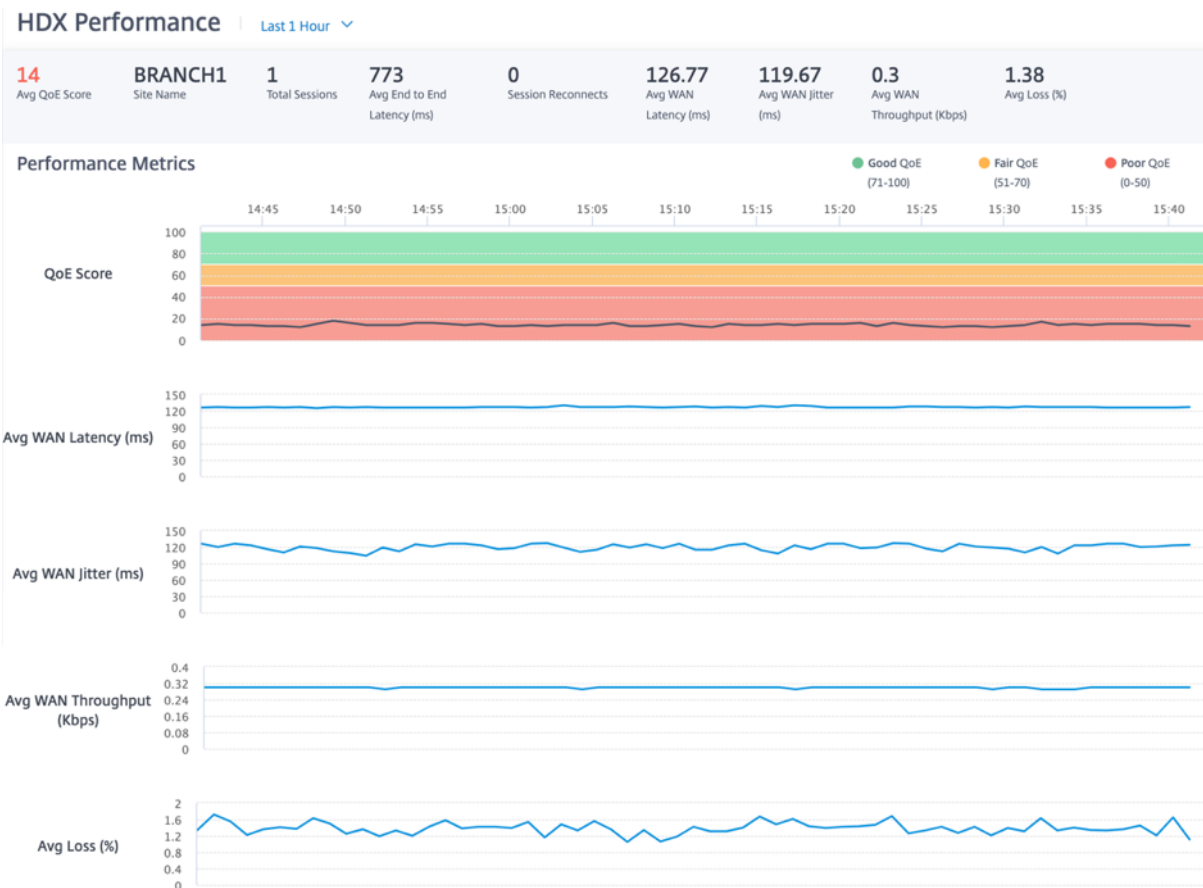 HDX Performance Last 1 Hour
14 BRANCH1 1 773 0 126.77 119.67 0.3 1.38
Avg QoE Score Site Name Total Sessions Avg End to End Session Reconnects Avg WAN Avg WAN Jitter Avg WAN Avg Loss (%)
Latency (ms) Latency (ms) (ms) Throughput (Kbps)
Performance Metrics Good QoE Fair QoE Poor QoE
(71-100) (51-70) (0-50)
14:45 14:50 14:55 15:00 15:05 15:10 15:15 15:20 15:25 15:30 15:35 15:40
100
80
QoE Score
60
40
20
0
150
120
90
Avg WAN Latency (ms)
60
30
0
150
120
90
Avg WAN Jitter (ms)
60
30
0
0.4
0.32
Avg WAN Throughput
0.24
(Kbps)
0.16
0.08
0
2
1.6
1.2
Avg Loss (%)
0.8
0.4
0